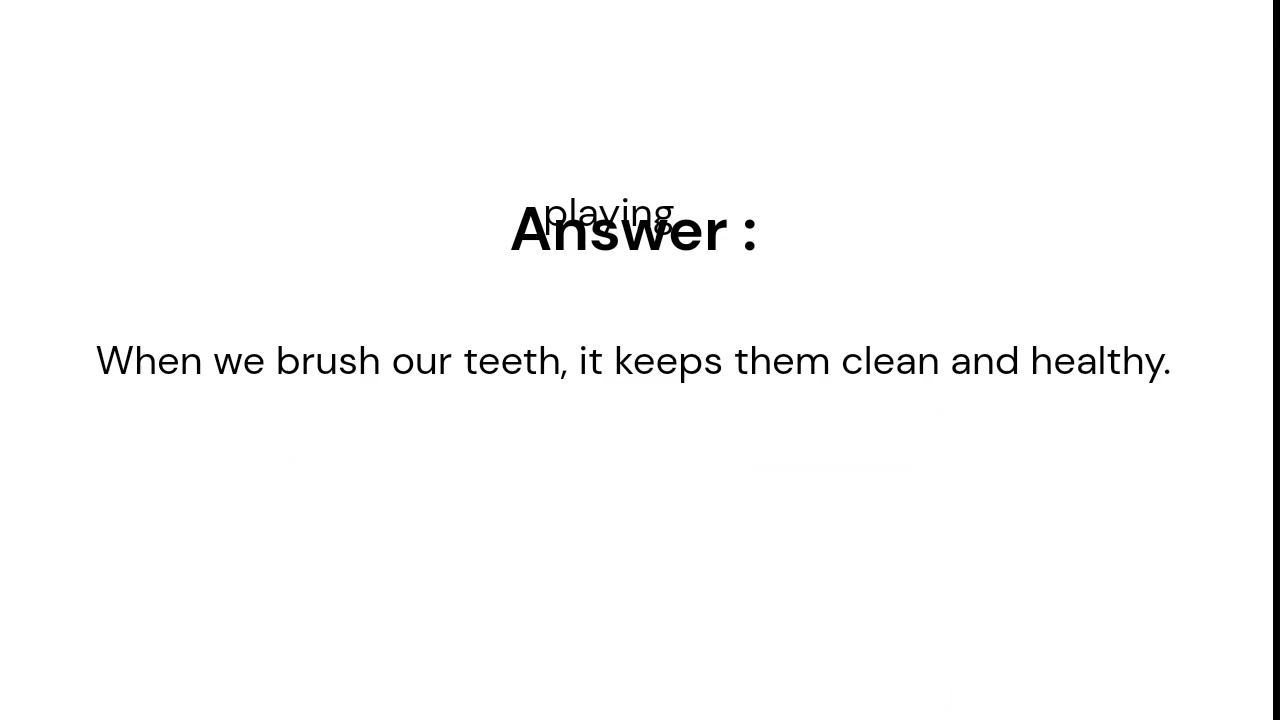 playing
Answer :
When we brush our teeth, it keeps them clean and healthy.